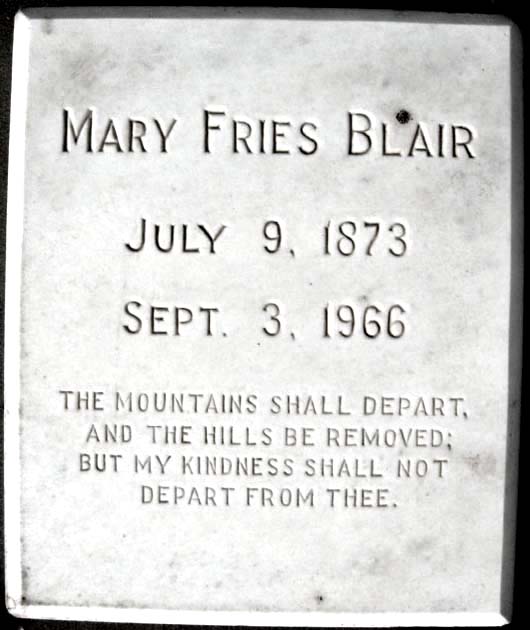 MARY FRIES BLAIR
JULY 9, 1873
SEPT. 3, 1966
THE MOUNTAINS SHALL DEPART,
AND THE HILLS BE REMOVED;
BUT MY KINDNESS SHALL NOT
DEPART FROM THEE.